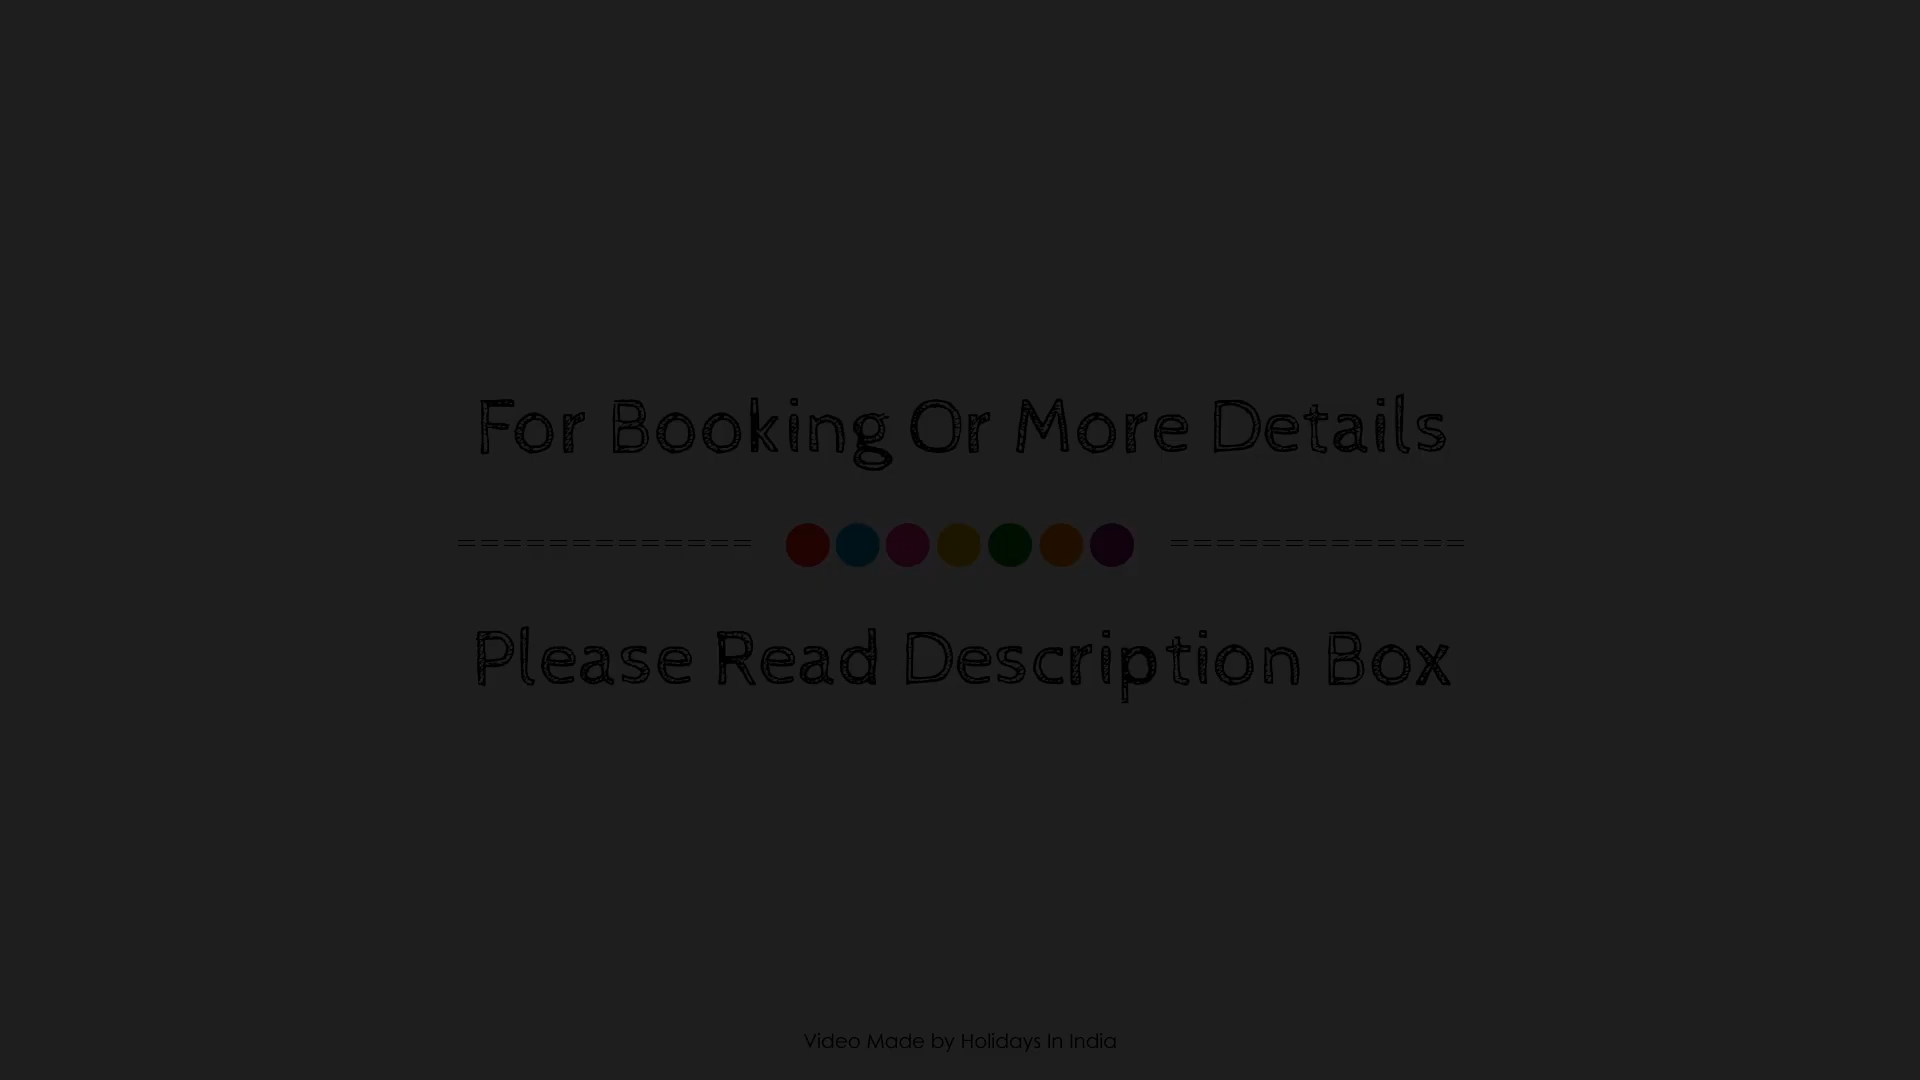 For Booking Or More Details
============= =============
Please Read Description Box
Video Made by Holidays In India